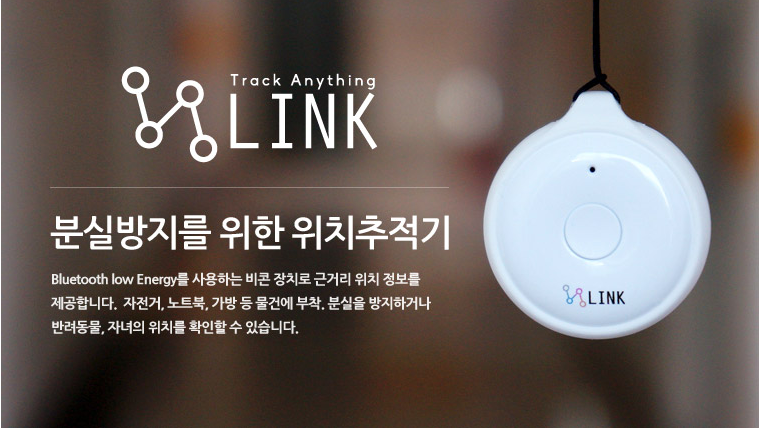 Track Anything
LINK
분실방지를 위한 위치추적기
Bluetooth low Energy를 사용하는 비콘 장치로 근거리 위치 정보를
제공합니다. 자전거, 노트북, 가방 등 물건에 부착. 분실을 방지하거나
반려동물, 자녀의 위치를 확인할 수 있습니다.
LINK